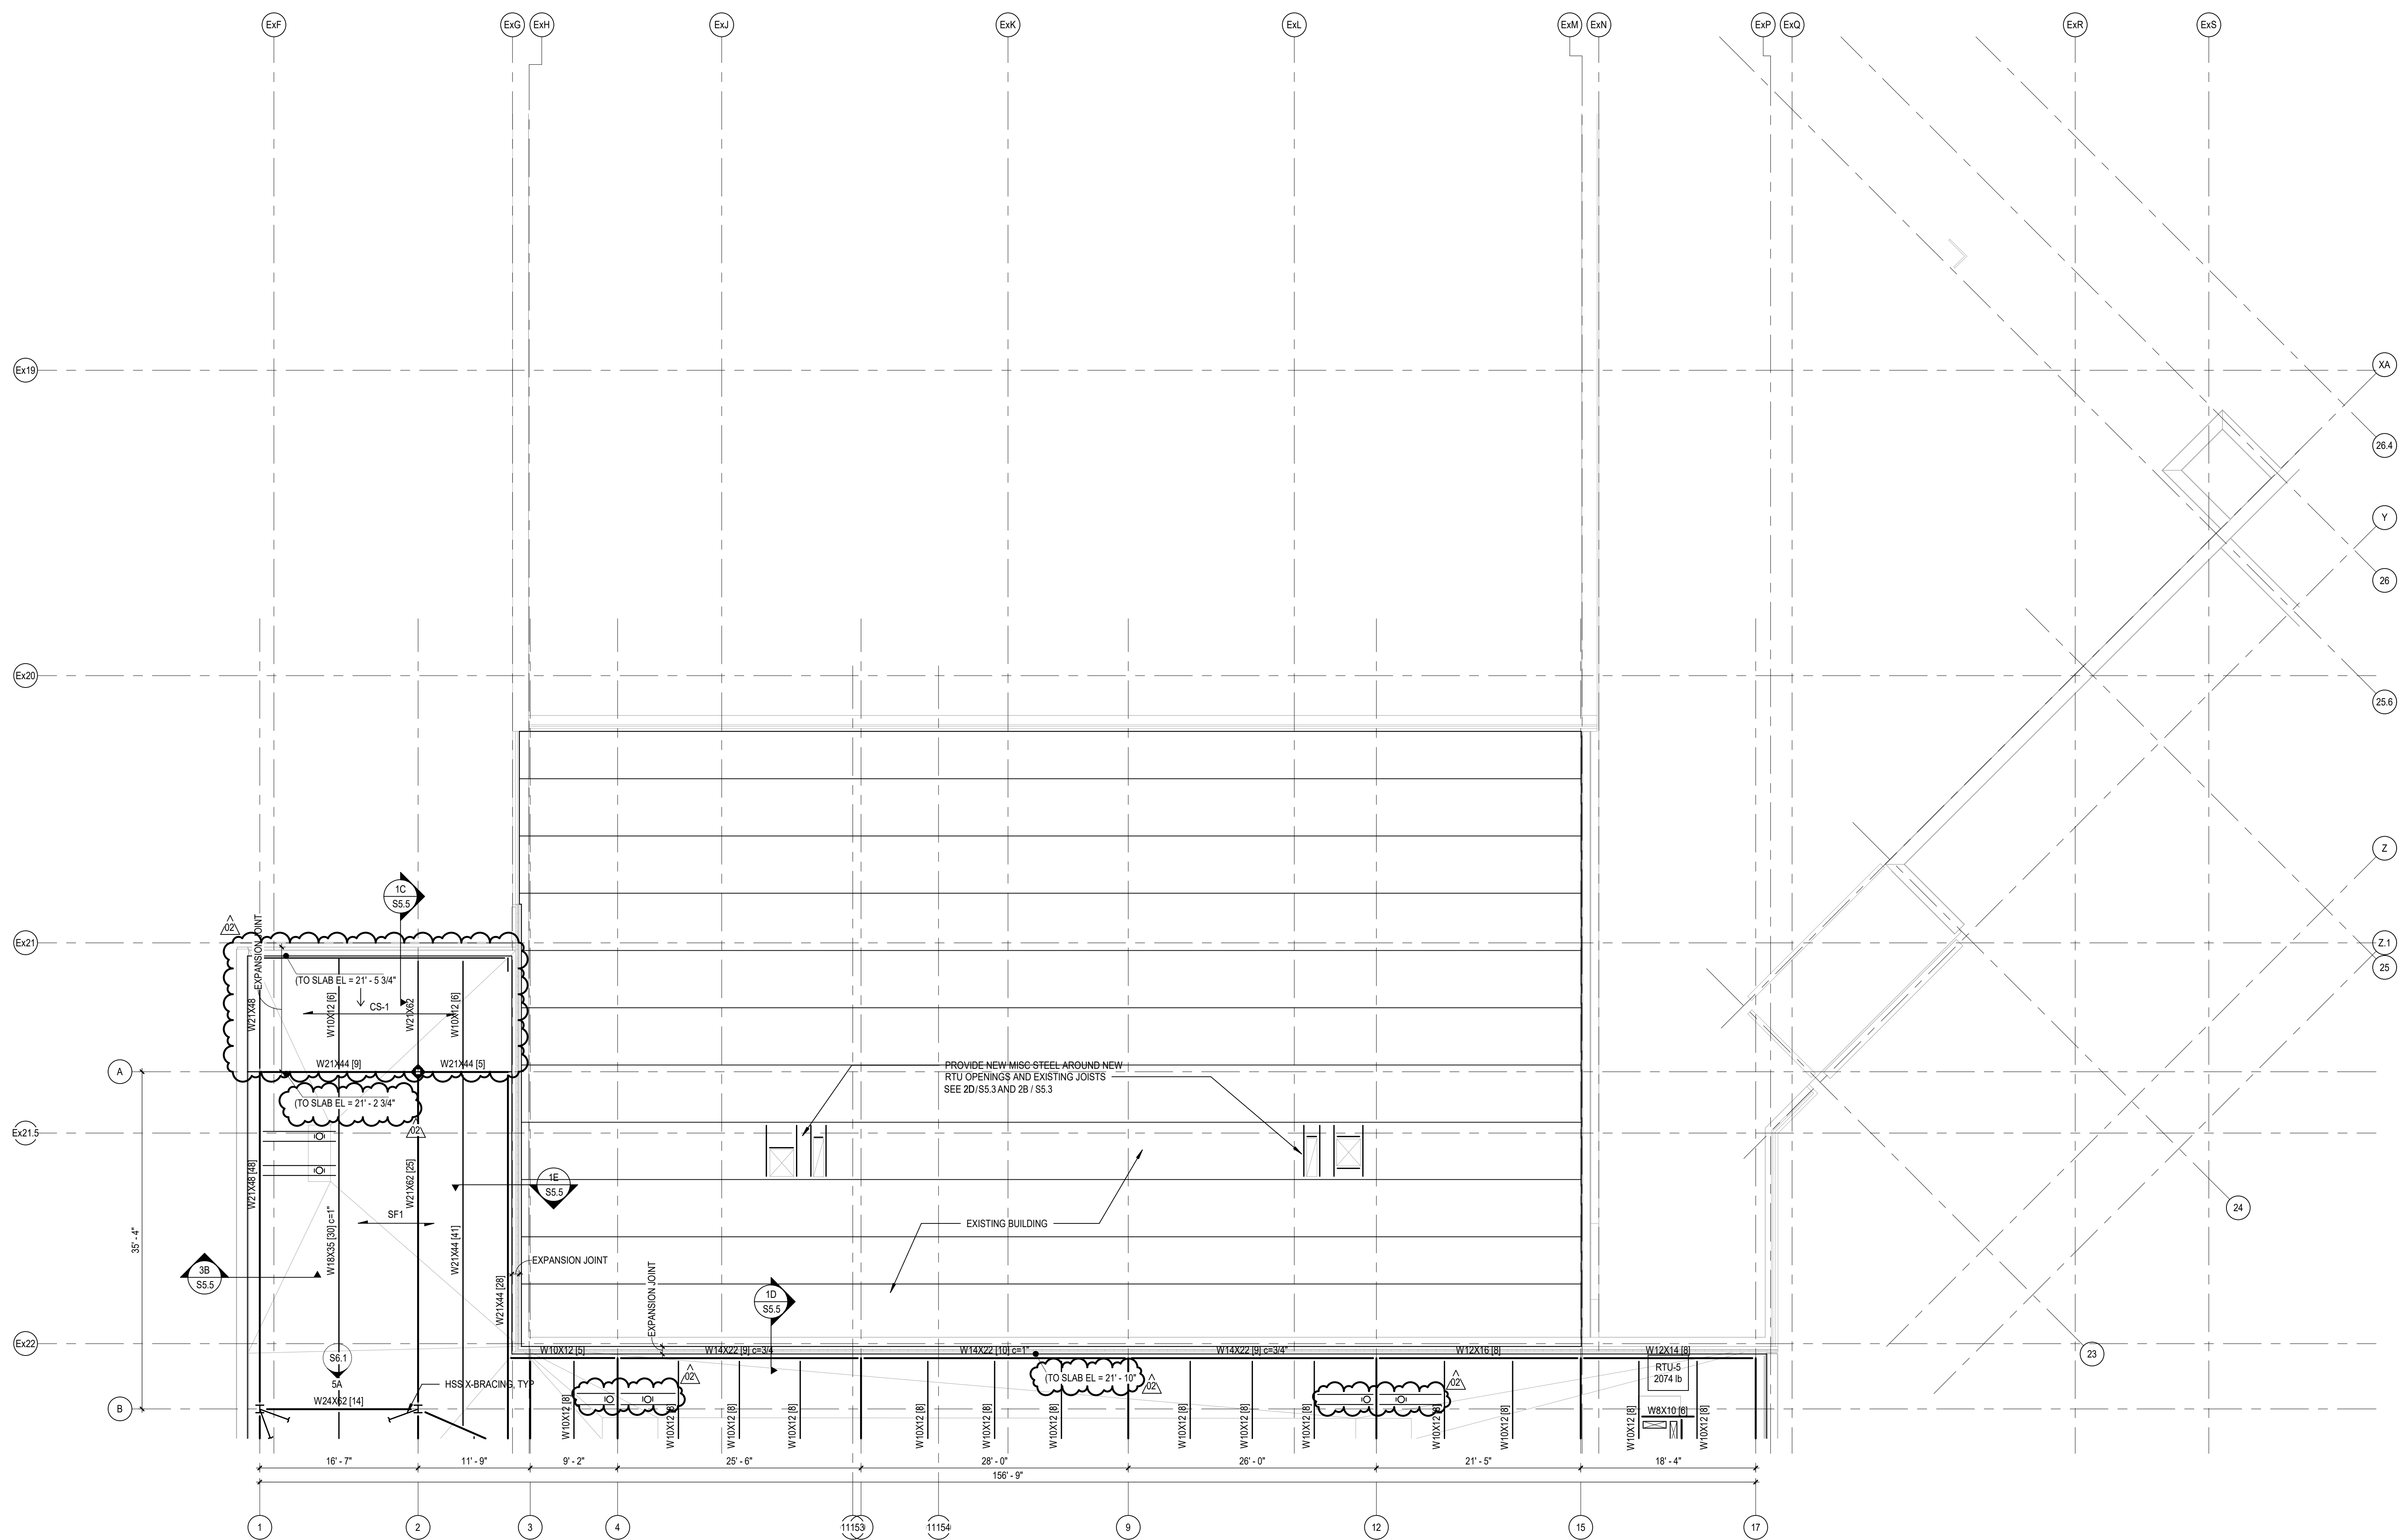 ExF
ExG
ExH
ExJ
ExK
ExL
ExM
ExN
ExP
ExQ
ExR
ExS
Ex19
XA
26.4
Y
26
Ex20
25.6
Z
1C
S5.5
02
EXPANSION JOINT
Ex21
Z.1
25
(TO SLAB EL = 21' - 5 3/4"
CS-1
W21X48
W10X12 [6]
W21X62
W10X12 [6]
W21X44 [9]
W21X44 [5]
A
PROVIDE NEW MISC STEEL AROUND NEW
RTU OPENINGS AND EXISTING JOISTS
SEE 2D/S5.3 AND 2B / S5.3
(TO SLAB EL = 21' - 2 3/4"
02
Ex21.5
W21X48 [48]
W21X62 [25]
1E
S5.5
SF1
24
EXISTING BUILDING
35' - 4"
W18X35 [30] c=1"
W21X44 [41]
3B
S5.5
EXPANSION JOINT
W21X44 [28]
EXPANSION JOINT
1D
S5.5
Ex22
23
W10X12 [5]
W14X22 [9] c=3/4
W14X22 [10] c=1"
W14X22 [9] c=3/4"
W12X16 [8]
W12X14 [8]
S6.1
5A
HSS X-BRACING, TYP
02
(TO SLAB EL = 21' - 10"
02
02
RTU-5
2074 lb
W24X62 [14]
B
W8X10 [6]
W10X12 [8]
W10X12 [8]
W10X12 [8]
W10X12 [8]
W10X12 [8]
W10X12 [8]
W10X12 [8]
W10X12 [8]
W10X12 [8]
W10X12 [8]
W10X12 [8]
W10X12 [8]
W10X12 [8]
W10X12 [8]
16' - 7"
11' - 9"
9' - 2"
25' - 6"
28' - 0"
26' - 0"
21' - 5"
18' - 4"
156' - 9"
1
2
3
4
11153
11154
9
12
15
17